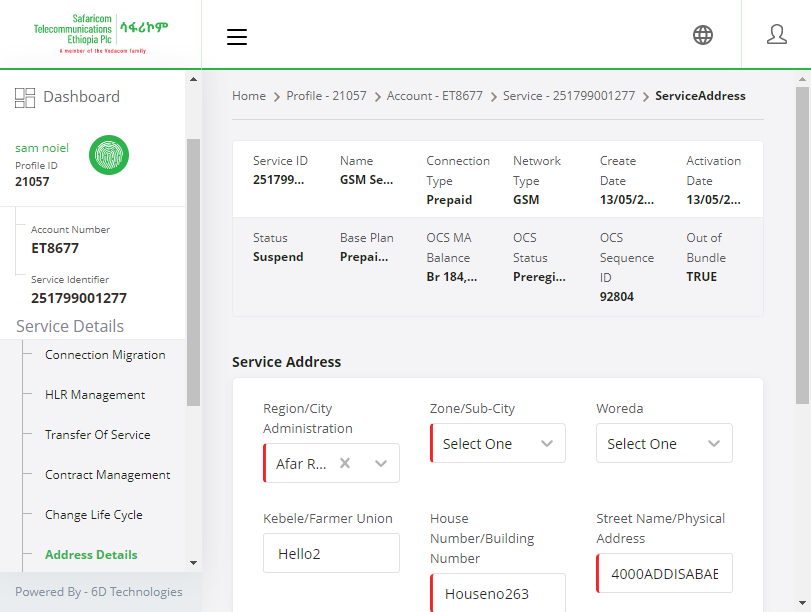 Safaricom
Telecommunications
Ethiopia Plc
ሳፋሪኮም
A member of the Vodacom family
Dashboard
sam noiel
Profile ID
21057
Account Number
ET8677
Service Identifier
251799001277
Service Details
Connection Migration
HLR Management
Transfer Of Service
Contract Management
Change Life Cycle
Address Details
Powered By - 6D Technologies
Home > Profile - 21057 > Account - ET8677 > Service - 251799001277 > ServiceAddress
Service ID
251799...
Name
GSM Se...
Connection
Type
Prepaid
Network
Type
GSM
Create
Date
13/05/2...
Activation
Date
13/05/2...
Status
Suspend
Base Plan
Prepai...
OCS MA
Balance
Br 184,...
OCS
Status
Preregi...
OCS
Sequence
ID
92804
Out of
Bundle
TRUE
Service Address
Region/City
Administration
Afar R...
Zone/Sub-City
Select One
Woreda
Select One
Kebele/Farmer Union
Hello2
House
Number/Building
Number
Houseno263
Street Name/Physical
Address
4000ADDISABAE